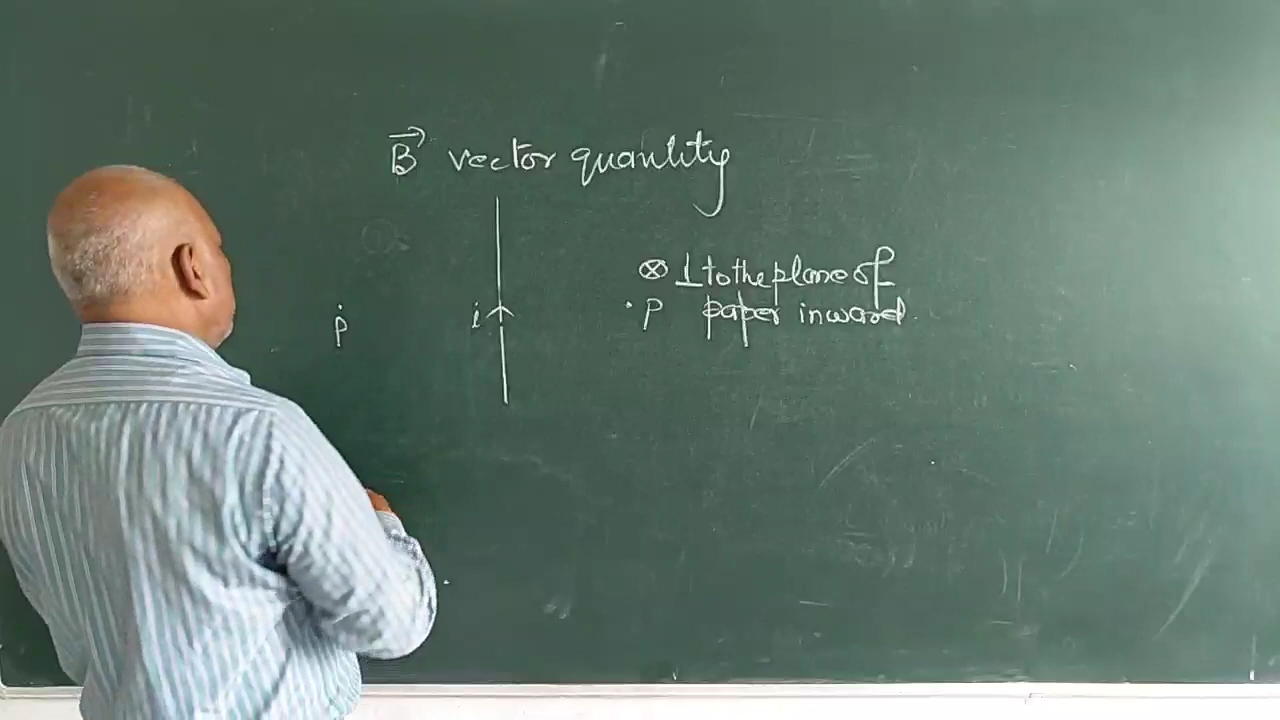 B⃗ vector quantity
⊗ ⊥ to the plane of
P i · P paper inward.